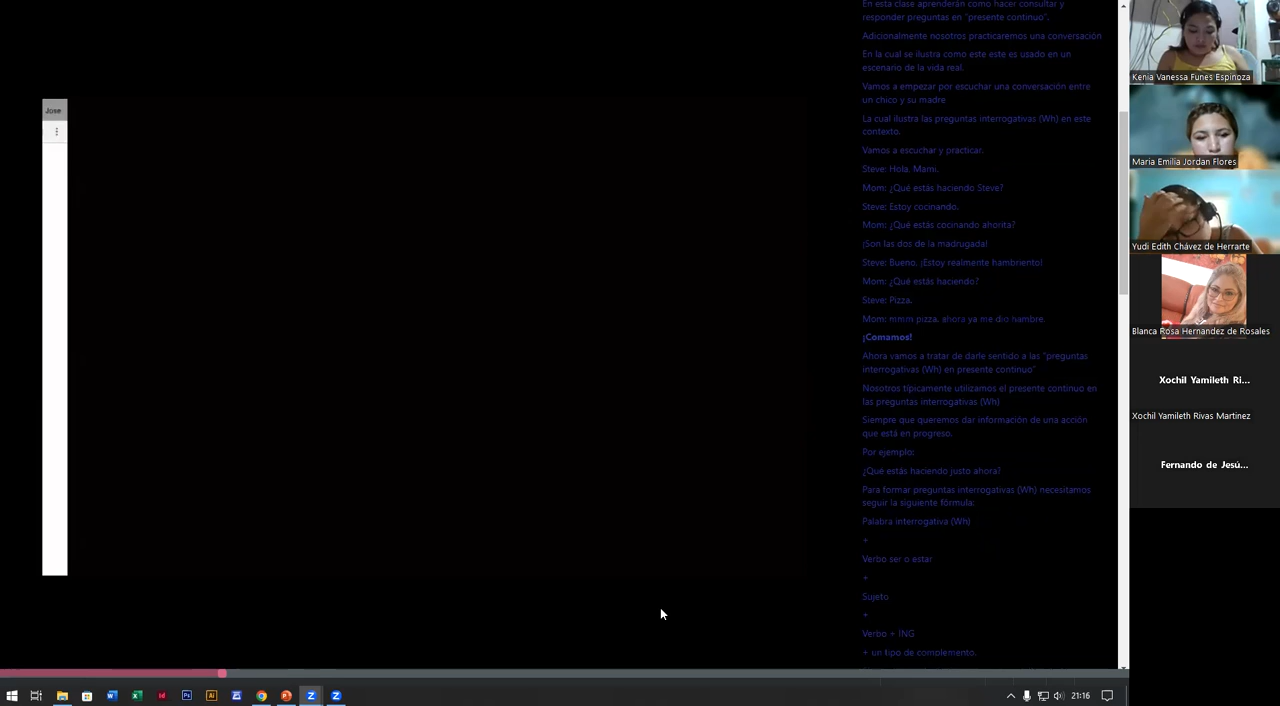 En esta clase aprenderán como hacer consultar y
responder preguntas en "presente continuo".
Adicionalmente nosotros practicaremos una conversación
En la cual se ilustra como este este es usado en un
escenario de la vida real.
Vamos a empezar por escuchar una conversación entre
un chico y su madre
La cual ilustra las preguntas interrogativas (Wh) en este
contexto.
Vamos a escuchar y practicar.
Steve: Hola, Mami.
Mom: ¿Qué estás haciendo Steve?
Steve: Estoy cocinando.
Mom: ¿Qué estás cocinando ahorita?
¡Son las dos de la madrugada!
Steve: Bueno. ¡Estoy realmente hambriento!
Mom: ¿Qué estás haciendo?
Steve: Pizza.
Mom: mmm pizza, ahora ya me dio hambre.
¡Comamos!
Ahora vamos a tratar de darle sentido a las "preguntas
interrogativas (Wh) en presente continuo"
Nosotros típicamente utilizamos el presente continuo en
las preguntas interrogativas (Wh)
Siempre que queremos dar información de una acción
que está en progreso.
Por ejemplo:
¿Qué estás haciendo justo ahora?
Para formar preguntas interrogativas (Wh) necesitamos
seguir la siguiente fórmula:
Palabra interrogativa (Wh)
+
Verbo ser o estar
+
Sujeto
+
Verbo + ING
+ un tipo de complemento.
Jose
Kenia Vanessa Funes Espinoza
Maria Emilia Jordan Flores
Yudi Edith Chávez de Herrarte
Blanca Rosa Hernandez de Rosales
Xochil Yamileth Ri...
Xochil Yamileth Rivas Martinez
Fernando de Jesú...
21:16